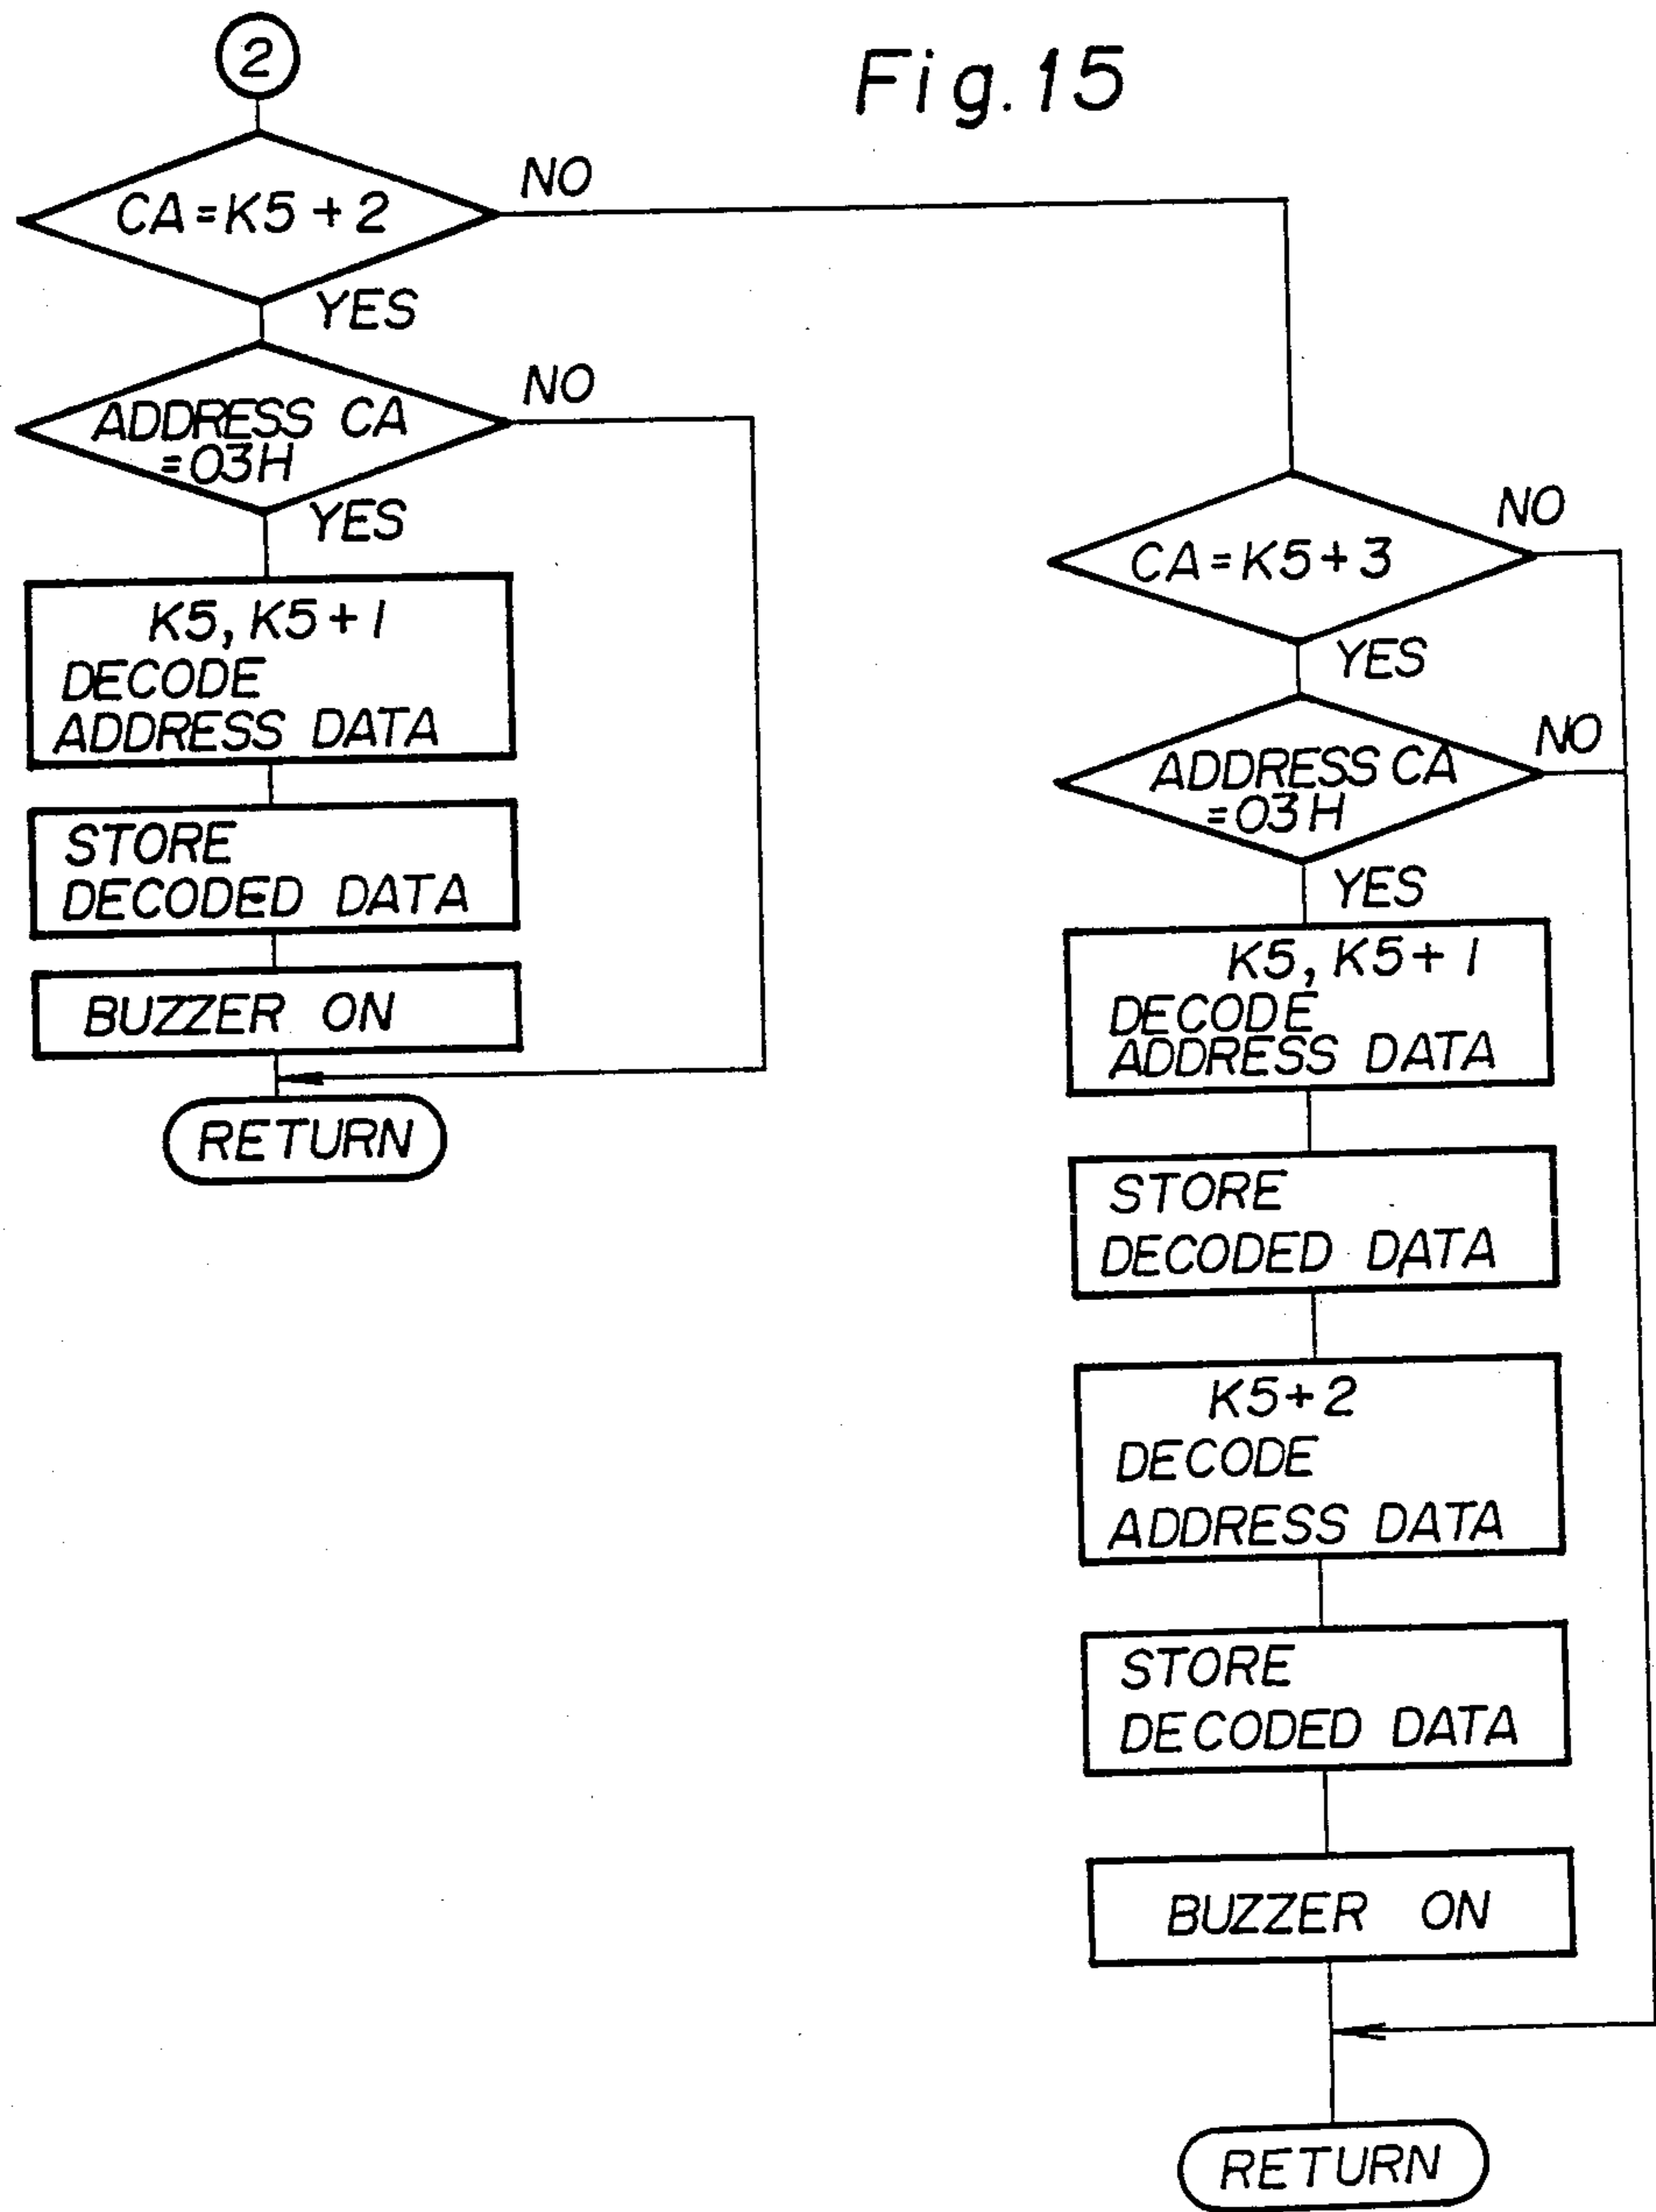 Fig.15
2
CA=K5+2
NO
YES
ADDRESS CA
=03H
NO
YES
K5, K5+1
DECODE
ADDRESS DATA
STORE
DECODED DATA
BUZZER ON
RETURN
CA=K5+3
NO
YES
ADDRESS CA
=03H
NO
YES
K5, K5+1
DECODE
ADDRESS DATA
STORE
DECODED DATA
K5+2
DECODE
ADDRESS DATA
STORE
DECODED DATA
BUZZER ON
RETURN